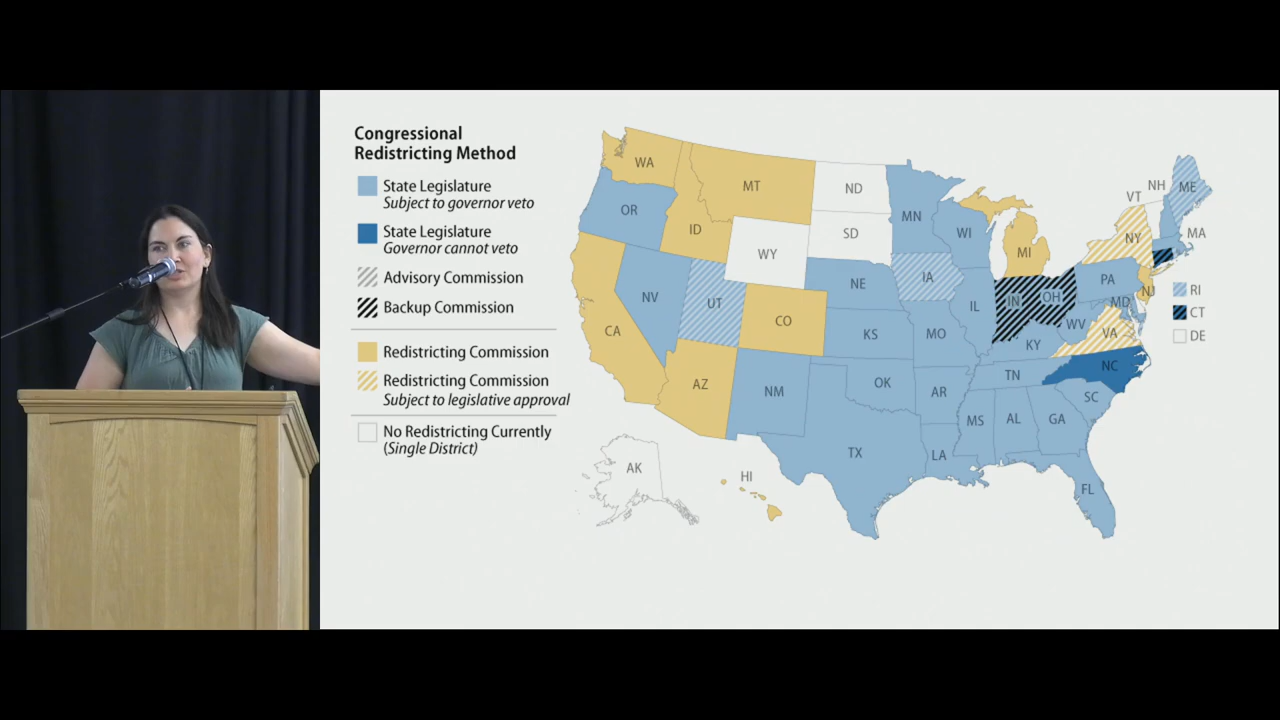 Congressional
Redistricting Method
State Legislature
Subject to governor veto
State Legislature
Governor cannot veto
Advisory Commission
Backup Commission
Redistricting Commission
Redistricting Commission
Subject to legislative approval
No Redistricting Currently
(Single District)
WA
MT
ND
MN
VT
NH
ME
OR
ID
SD
WI
MI
NY
MA
WY
IA
NV
UT
NE
IL
IN
OH
PA
NJ
MD
RI
CT
DE
CA
CO
KS
MO
KY
WV
VA
AZ
NM
OK
AR
TN
NC
SC
MS
AL
GA
TX
LA
FL
AK
HI